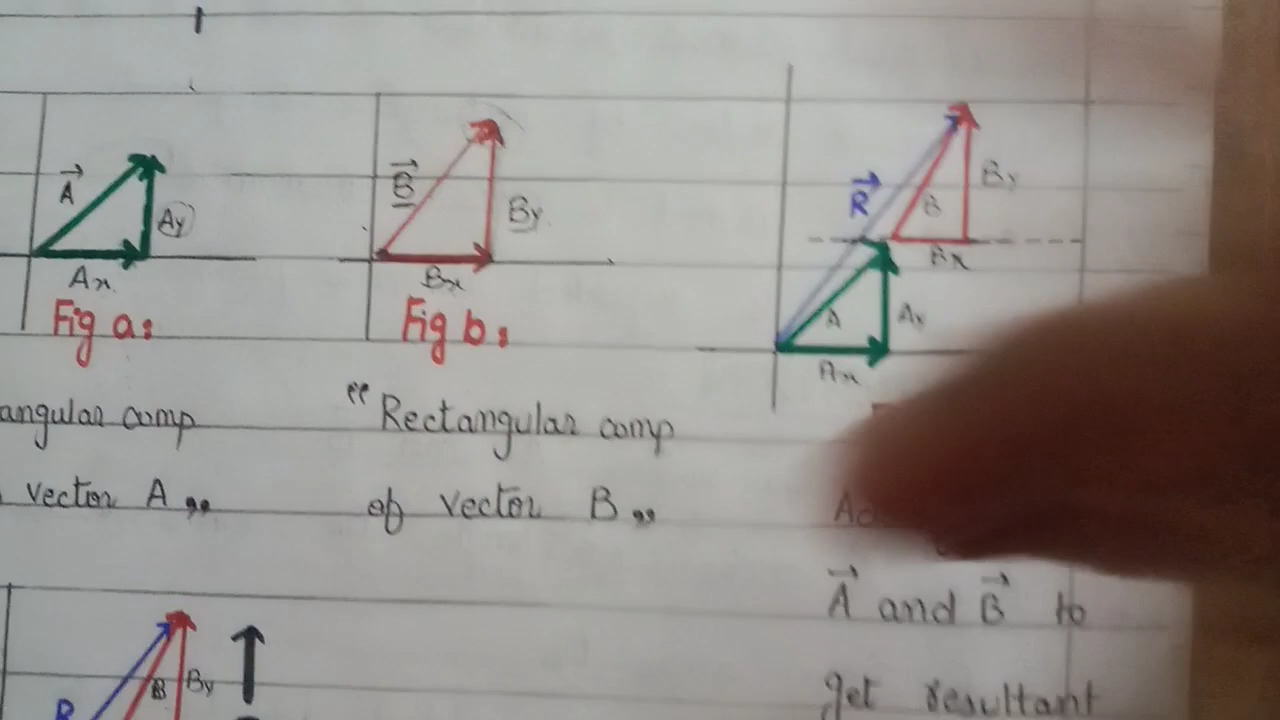 A
Ay
Ax
Fig a:
angular comp
vector A „
B
By
Bx
Fig b:
“Rectangular comp
of vector B „
R
B
By
Bx
A
Ay
Ax
A and B to
get resultant
R
B
By